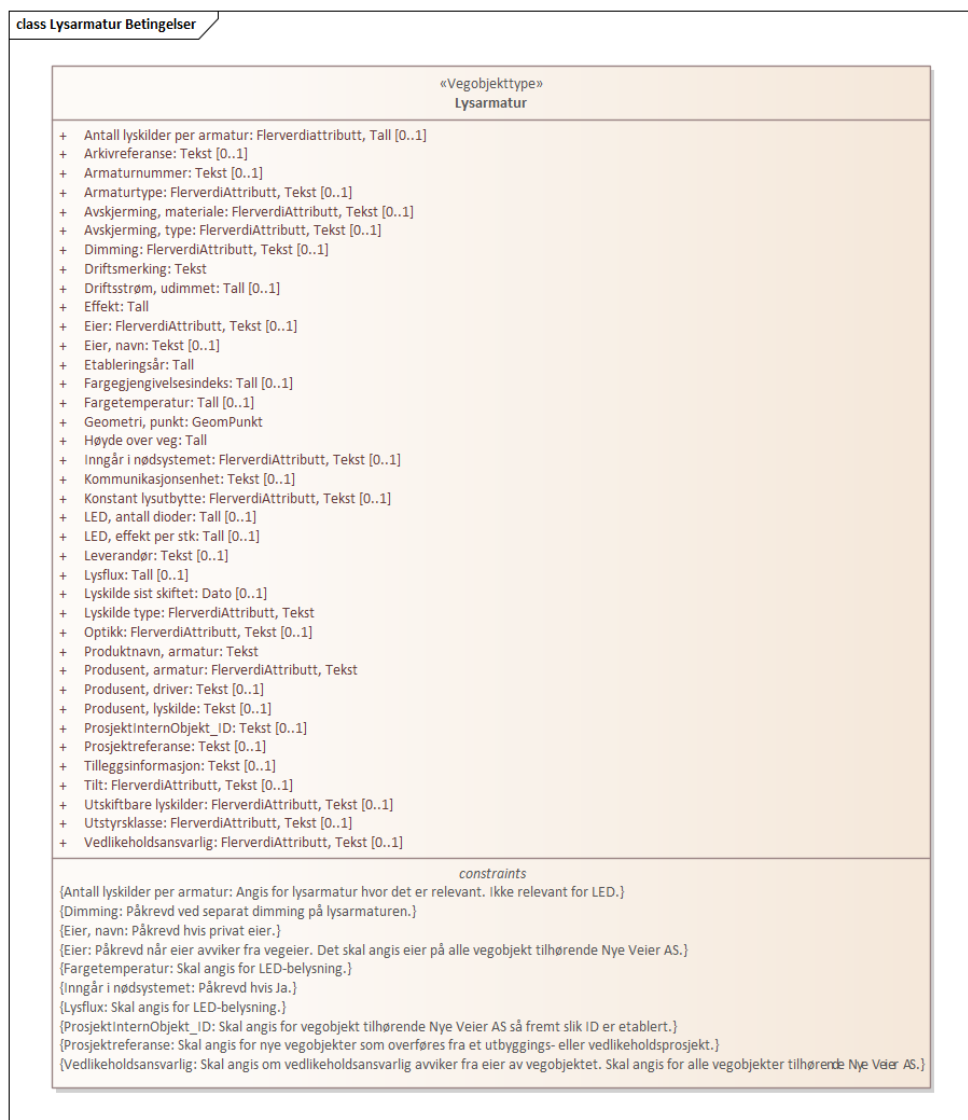 class Lysarmatur Betingelser
«Vegobjekttype»
Lysarmatur
+ Antall lyskilder per armatur: Flerverdiattributt, Tall [0..1]
+ Arkivreferanse: Tekst [0..1]
+ Armaturnummer: Tekst [0..1]
+ Armaturtype: FlerverdiAttributt, Tekst [0..1]
+ Avskjerming, materiale: FlerverdiAttributt, Tekst [0..1]
+ Avskjerming, type: FlerverdiAttributt, Tekst [0..1]
+ Dimming: FlerverdiAttributt, Tekst [0..1]
+ Driftsmerking: Tekst
+ Driftsstrøm, udimmet: Tall [0..1]
+ Effekt: Tall
+ Eier: FlerverdiAttributt, Tekst [0..1]
+ Eier, navn: Tekst [0..1]
+ Etableringsår: Tall
+ Fargegjengivelsesindeks: Tall [0..1]
+ Fargetemperatur: Tall [0..1]
+ Geometri, punkt: GeomPunkt
+ Høyde over veg: Tall
+ Inngår i nødsystemet: FlerverdiAttributt, Tekst [0..1]
+ Kommunikasjonsenhet: Tekst [0..1]
+ Konstant lysutbytte: FlerverdiAttributt, Tekst [0..1]
+ LED, antall dioder: Tall [0..1]
+ LED, effekt per stk: Tall [0..1]
+ Leverandør: Tekst [0..1]
+ Lysflux: Tall [0..1]
+ Lyskilde sist skiftet: Dato [0..1]
+ Lyskilde type: FlerverdiAttributt, Tekst
+ Optikk: FlerverdiAttributt, Tekst [0..1]
+ Produktnavn, armatur: Tekst
+ Produsent, armatur: FlerverdiAttributt, Tekst
+ Produsent, driver: Tekst [0..1]
+ Produsent, lyskilde: Tekst [0..1]
+ ProsjektInternObjekt_ID: Tekst [0..1]
+ Prosjektreferanse: Tekst [0..1]
+ Tilleggsinformasjon: Tekst [0..1]
+ Tilt: FlerverdiAttributt, Tekst [0..1]
+ Utskiftbare lyskilder: FlerverdiAttributt, Tekst [0..1]
+ Utstyrsklasse: FlerverdiAttributt, Tekst [0..1]
+ Vedlikeholdsansvarlig: FlerverdiAttributt, Tekst [0..1]
constraints
{Antall lyskilder per armatur: Angis for lysarmatur hvor det er relevant. Ikke relevant for LED.}
{Dimming: Påkrevd ved separat dimming på lysarmaturen.}
{Eier, navn: Påkrevd hvis privat eier.}
{Eier: Påkrevd når eier avviker fra vegeier. Det skal angis eier på alle vegobjekt tilhørende Nye Veier AS.}
{Fargetemperatur: Skal angis for LED-belysning.}
{Inngår i nødsystemet: Påkrevd hvis Ja.}
{Lysflux: Skal angis for LED-belysning.}
{ProsjektInternObjekt_ID: Skal angis for vegobjekt tilhørende Nye Veier AS så fremt slik ID er etablert.}
{Prosjektreferanse: Skal angis for nye vegobjekter som overføres fra et utbyggings- eller vedlikeholdsprosjekt.}
{Vedlikeholdsansvarlig: Skal angis om vedlikeholdsansvarlig avviker fra eier av vegobjektet. Skal angis for alle vegobjekter tilhørende Nye Veier AS.}